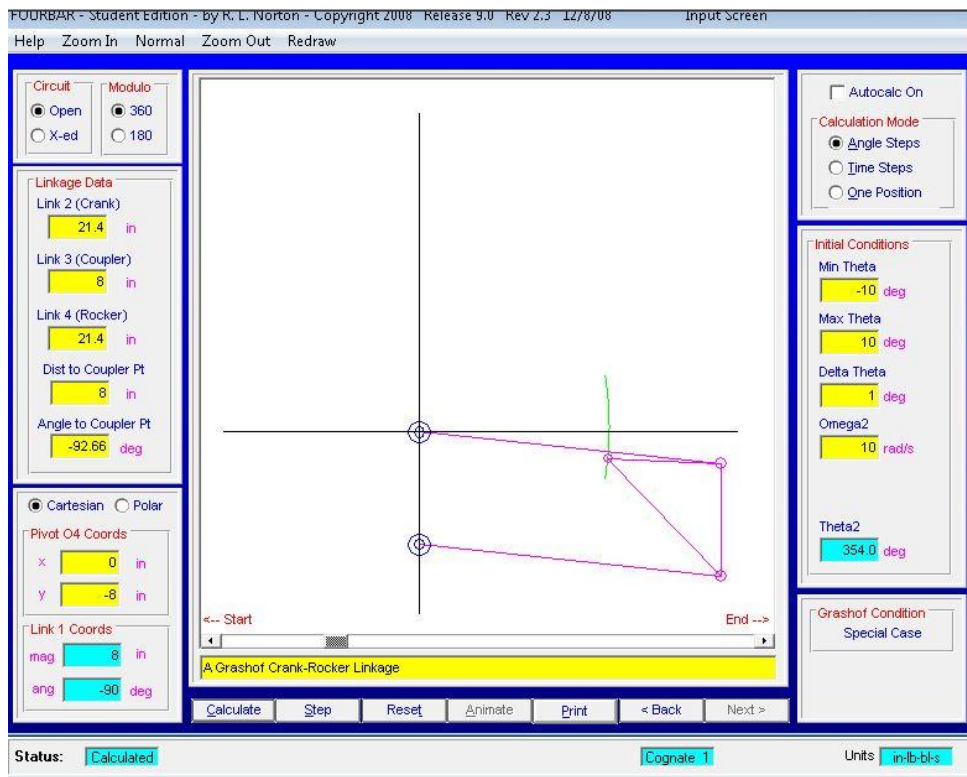 FOURBAR - Student Edition - by R. L. Norton - Copyright 2008 Release 9.0 Rev 2.3 12/8/08 Input Screen
Help Zoom In Normal Zoom Out Redraw
Circuit
Open
X-ed
Modulo
360
180
Linkage Data
Link 2 (Crank)
21.4 in
Link 3 (Coupler)
8 in
Link 4 (Rocker)
21.4 in
Dist to Coupler Pt
8 in
Angle to Coupler Pt
-92.66 deg
Cartesian Polar
Pivot O4 Coords
x 0 in
y -8 in
Link 1 Coords
mag 8 in
ang -90 deg
<-- Start End -->
A Grashof Crank-Rocker Linkage
Calculate Step Reset Animate Print < Back Next >
Autocalc On
Calculation Mode
Angle Steps
Time Steps
One Position
Initial Conditions
Min Theta
-10 deg
Max Theta
10 deg
Delta Theta
1 deg
Omega2
10 rad/s
Theta2
354.0 deg
Grashof Condition
Special Case
Status: Calculated Cognate 1 Units in-lb-bl-s